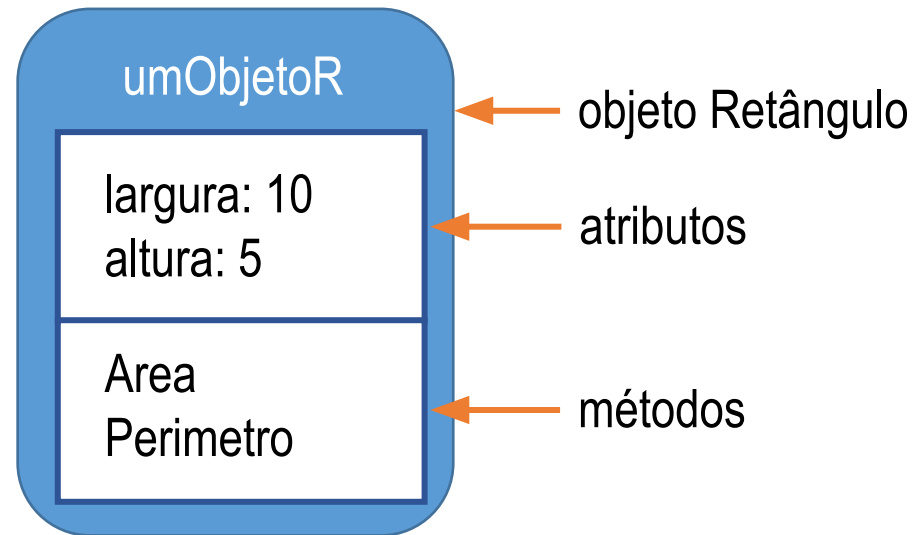 umObjetoR
objeto Retângulo
largura: 10
altura: 5
atributos
Area
Perimetro
métodos